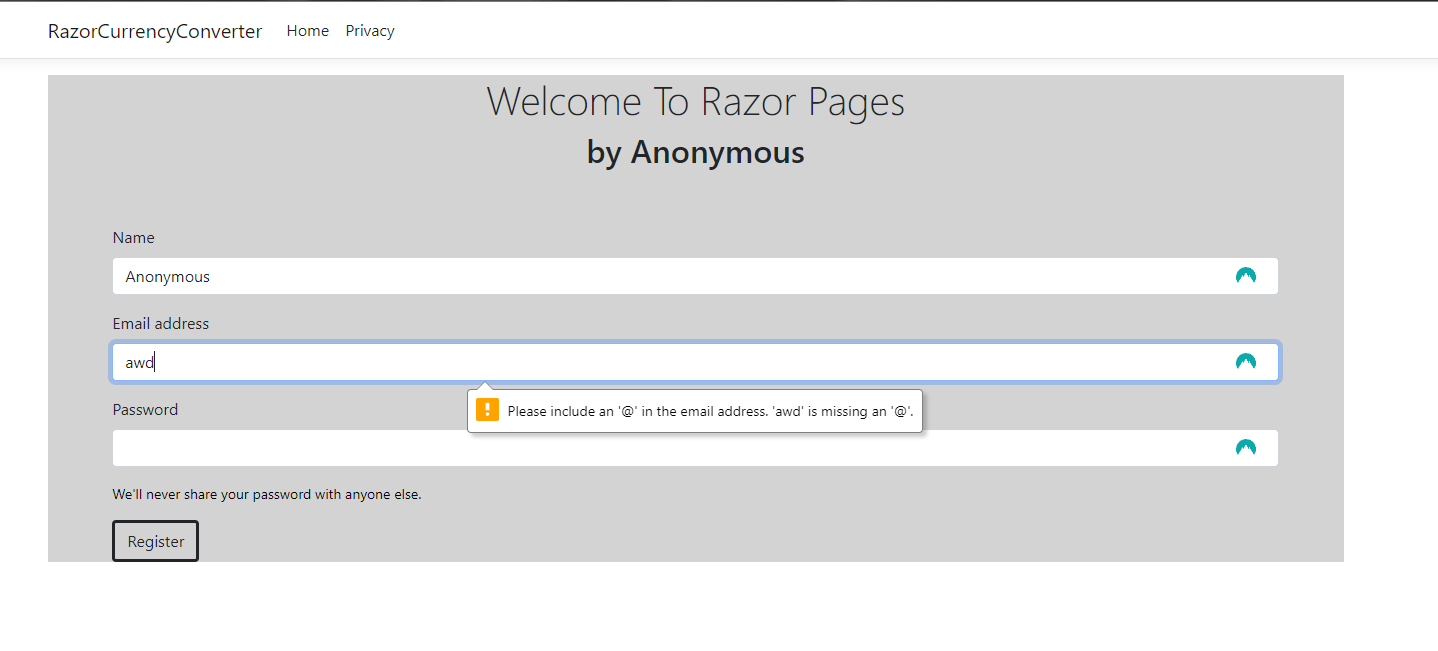 RazorCurrencyConverter Home Privacy
Welcome To Razor Pages
by Anonymous
Name
Anonymous
Email address
awd
Please include an '@' in the email address. 'awd' is missing an '@'.
Password
We'll never share your password with anyone else.
Register